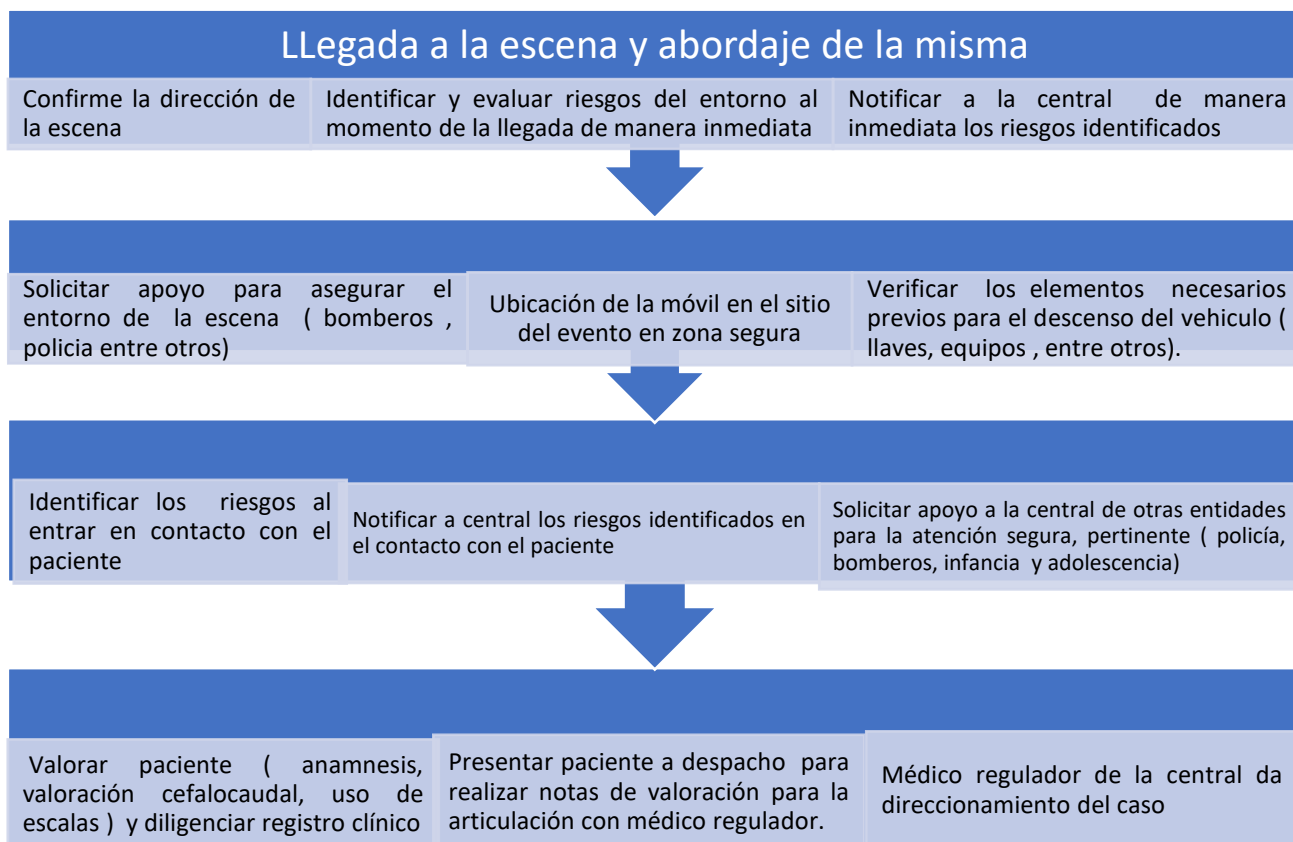 LLegada a la escena y abordaje de la misma
Confirme la dirección de
la escena
Identificar y evaluar riesgos del entorno al
momento de la llegada de manera inmediata
Notificar a la central de manera
inmediata los riesgos identificados
Solicitar apoyo para asegurar el
entorno de la escena ( bomberos ,
policia entre otros)
Ubicación de la móvil en el sitio
del evento en zona segura
Verificar los elementos necesarios
previos para el descenso del vehiculo (
llaves, equipos , entre otros).
Identificar los riesgos al
entrar en contacto con el
paciente
Notificar a central los riesgos identificados en
el contacto con el paciente
Solicitar apoyo a la central de otras entidades
para la atención segura, pertinente ( policía,
bomberos, infancia y adolescencia)
Valorar paciente ( anamnesis,
valoración cefalocaudal, uso de
escalas ) y diligenciar registro clínico
Presentar paciente a despacho para
realizar notas de valoración para la
articulación con médico regulador.
Médico regulador de la central da
direccionamiento del caso